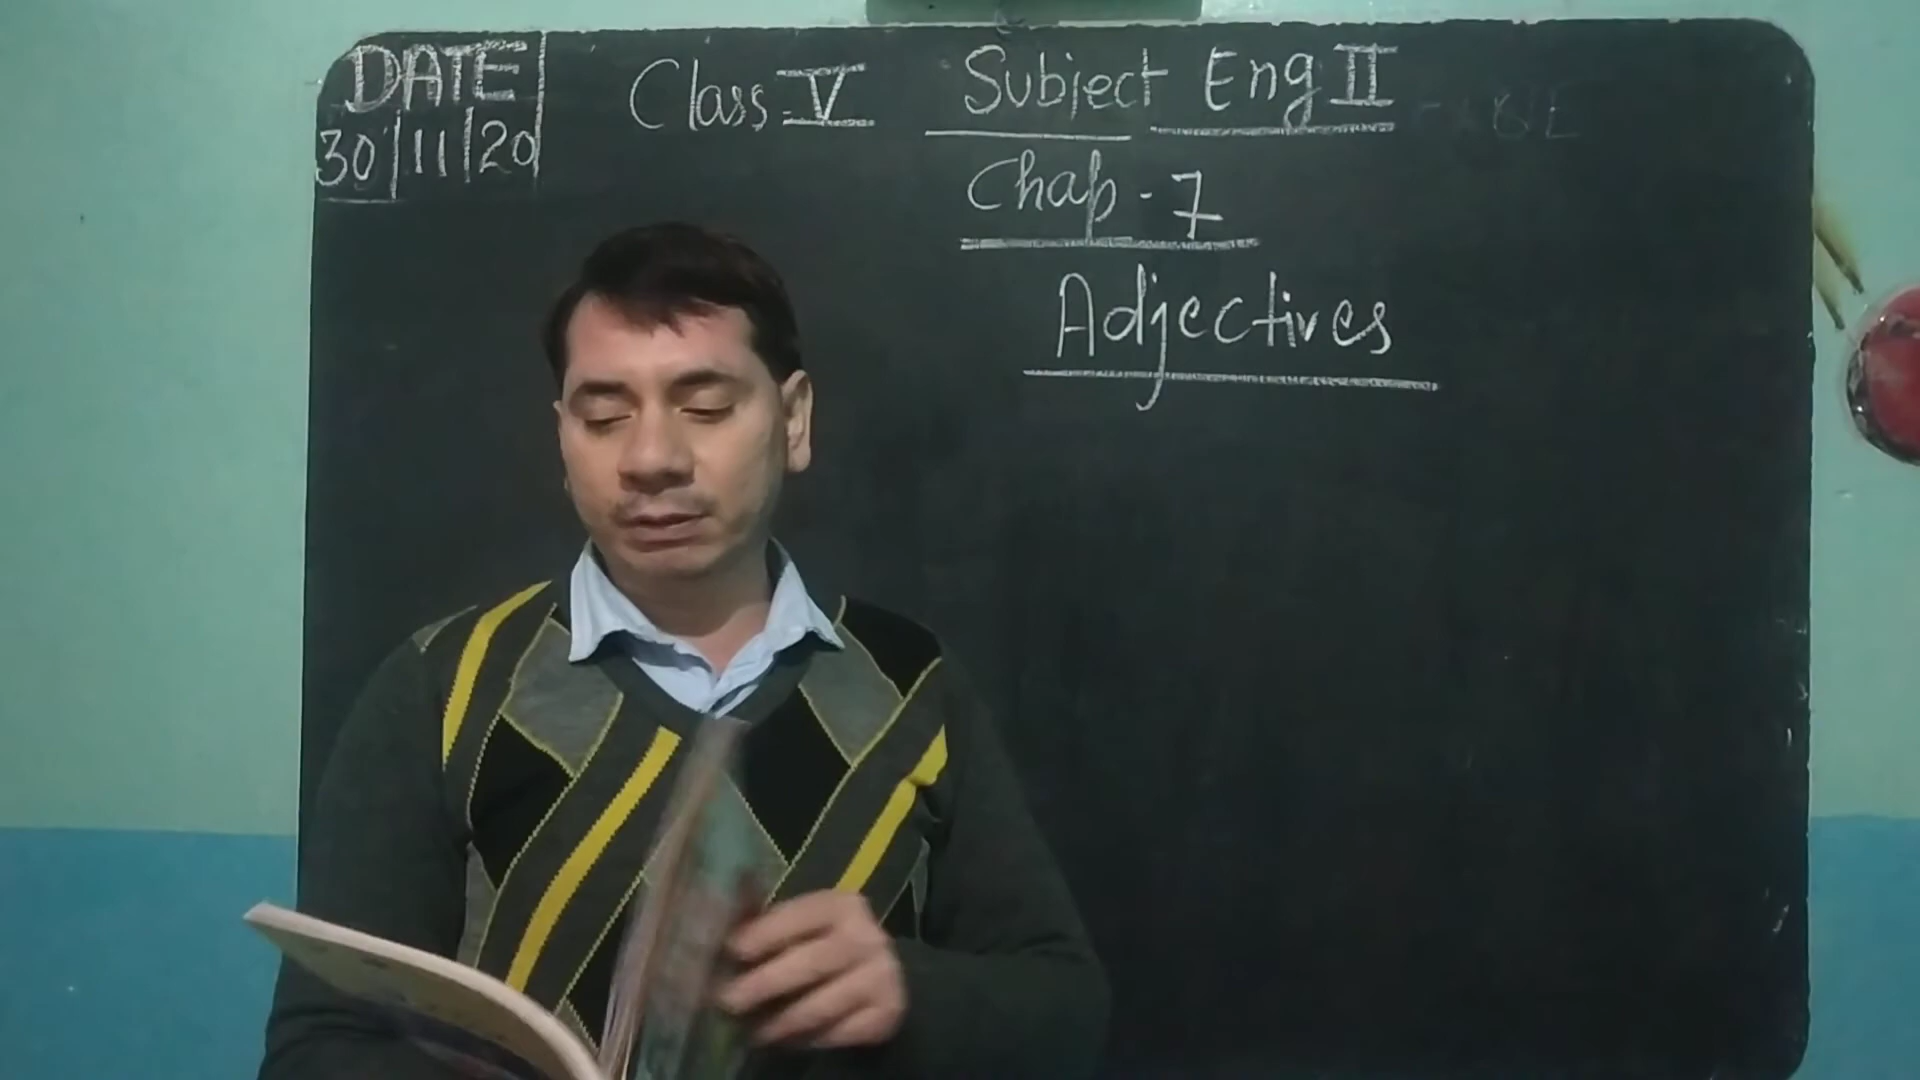 DATE
30/11/20
Class V Subject Eng II
Chap-7
Adjectives